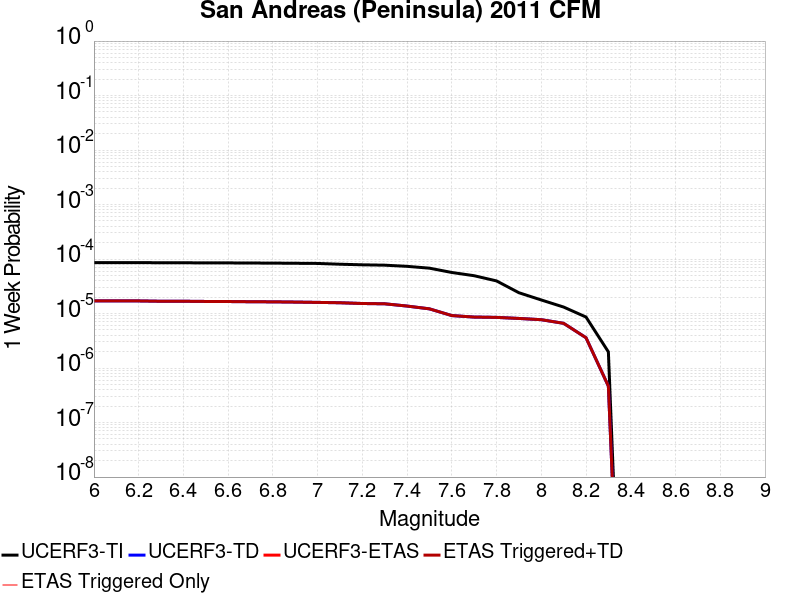 San Andreas (Peninsula) 2011 CFM
1 Week Probability
10^0
10^-1
10^-2
10^-3
10^-4
10^-5
10^-6
10^-7
10^-8
6 6.2 6.4 6.6 6.8 7 7.2 7.4 7.6 7.8 8 8.2 8.4 8.6 8.8 9
Magnitude
UCERF3-TI UCERF3-TD UCERF3-ETAS ETAS Triggered+TD
ETAS Triggered Only